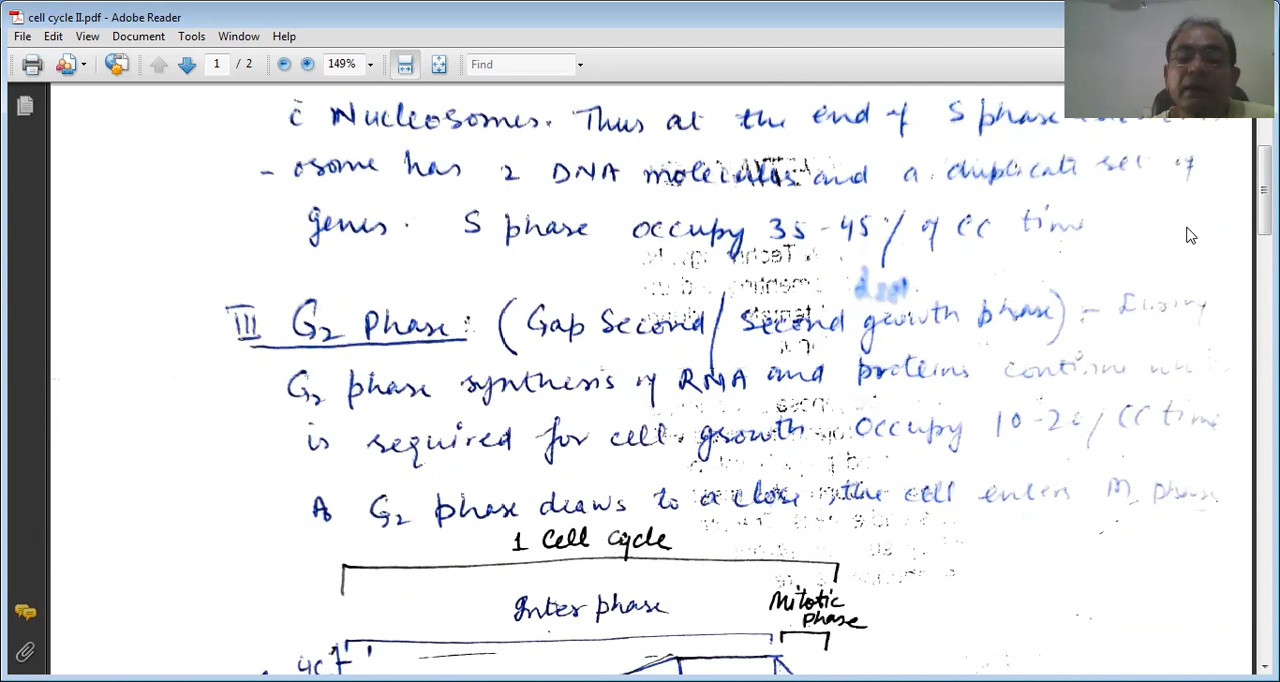 cell cycle II.pdf - Adobe Reader
File Edit View Document Tools Window Help
1 / 2 149% Find
c̄ Nucleosomes. Thus at the end of S phase
- osome has 2 DNA molecules and a duplicate set of
genes. S phase occupy 35-45% of CC time
III G2 Phase: (Gap Second/ Second growth phase) :- During
G2 phase synthesis of RNA and proteins continue
is required for cell growth occupy 10-20% CC time
As G2 phase draws to a close, the cell enters M phase
1 Cell cycle
Inter phase
Mitotic
phase
4C